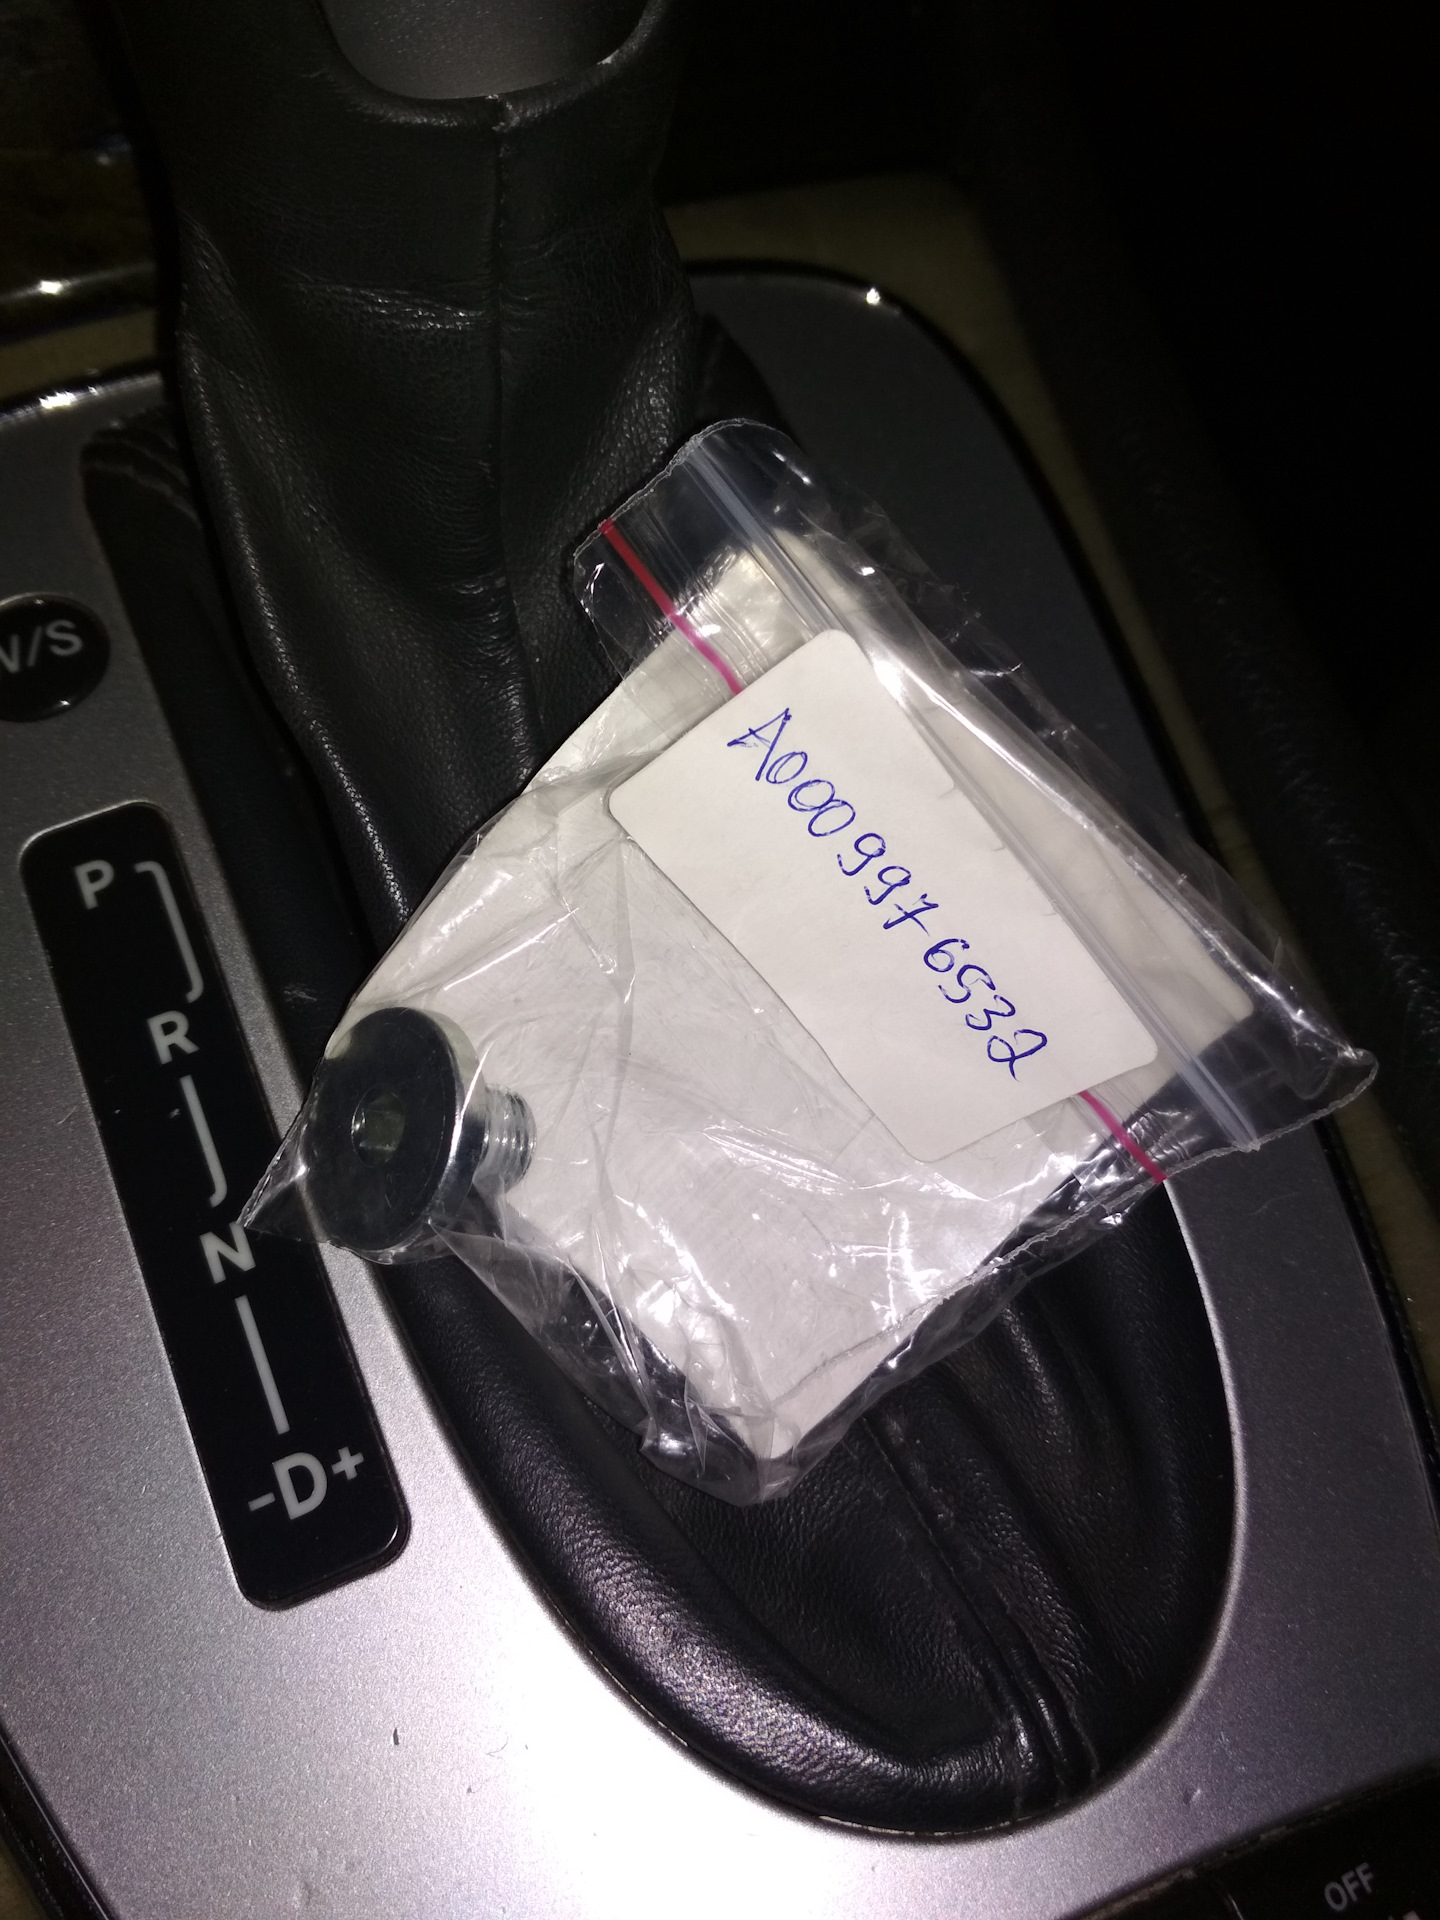 W/S
A0009976532
P
R
N
-D+
OFF